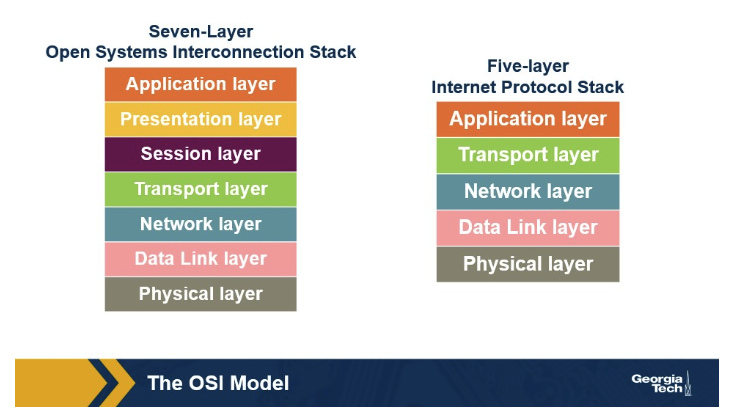 Seven-Layer
Open Systems Interconnection Stack
Application layer
Presentation layer
Session layer
Transport layer
Network layer
Data Link layer
Physical layer
Five-layer
Internet Protocol Stack
Application layer
Transport layer
Network layer
Data Link layer
Physical layer
The OSI Model
Georgia
Tech